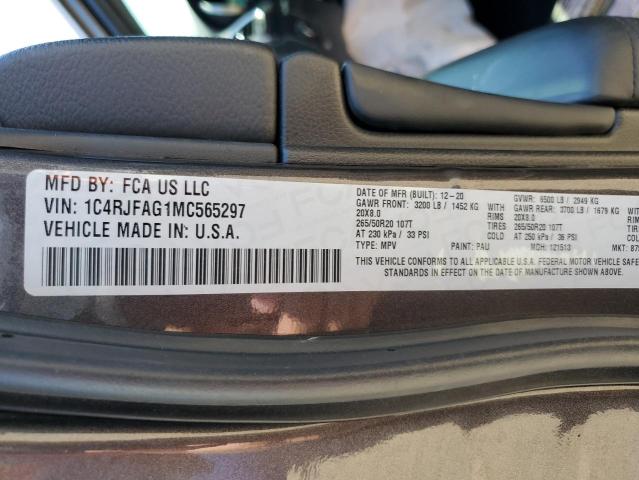 MFD BY: FCA US LLC
VIN: 1C4RJFAG1MC565297
VEHICLE MADE IN: U.S.A.
DATE OF MFR (BUILT): 12-20 GVWR: 6500 LB / 2949 KG
GAWR FRONT: 3200 LB / 1452 KG WITH GAWR REAR: 3700 LB / 1679 KG
20X8.0 RIMS 20X8.0
265/50R20 107T TIRES 265/50R20 107T
AT 230 kPa / 33 PSI COLD AT 250 kPa / 36 PSI
TYPE: MPV PAINT: PAU MDH: 121513 MKT:
THIS VEHICLE CONFORMS TO ALL APPLICABLE U.S.A. FEDERAL MOTOR VEHICLE
STANDARDS IN EFFECT ON THE DATE OF MANUFACTURE SHOWN ABOVE.